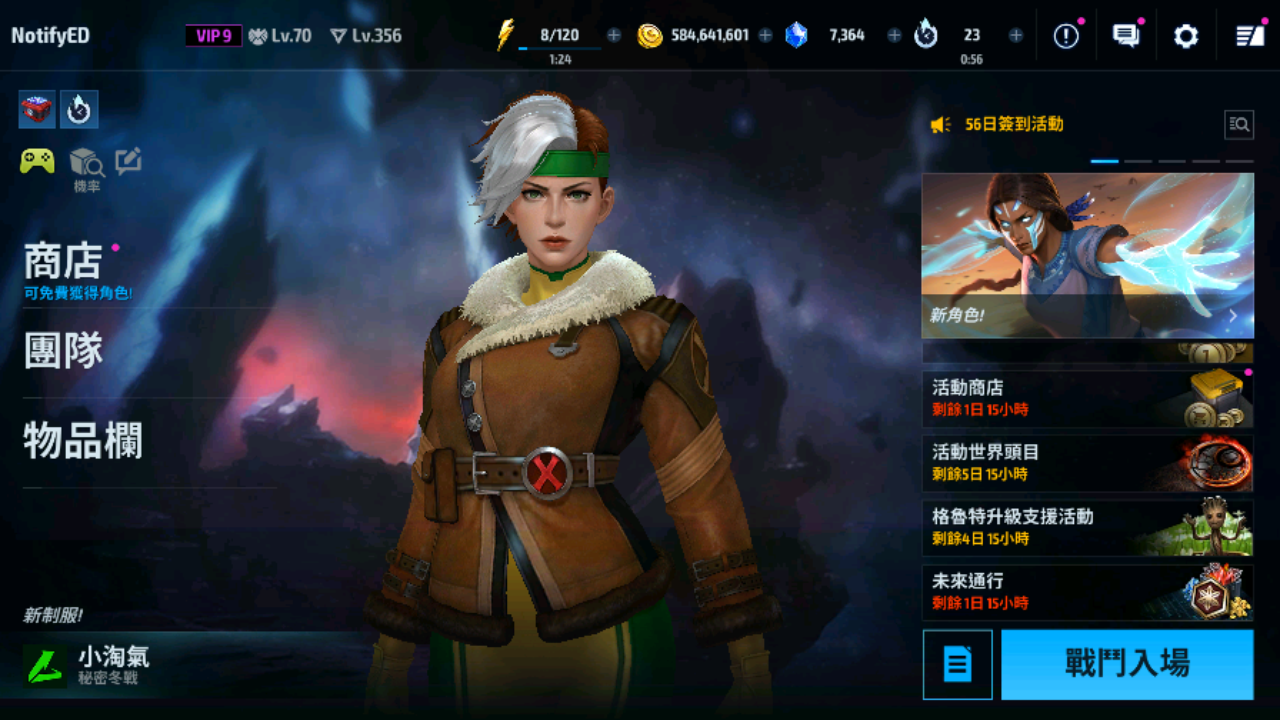 NotifyED
VIP 9
Lv.70
Lv.356
8/120
1:24
584,641,601
7,364
23
0:56
機率
商店
可免費獲得角色!
團隊
物品欄
新制服!
小淘氣
秘密冬戰
56日簽到活動
新角色!
活動商店
剩餘1日15小時
活動世界頭目
剩餘5日15小時
格魯特升級支援活動
剩餘4日15小時
未來通行
剩餘1日15小時
戰鬥入場